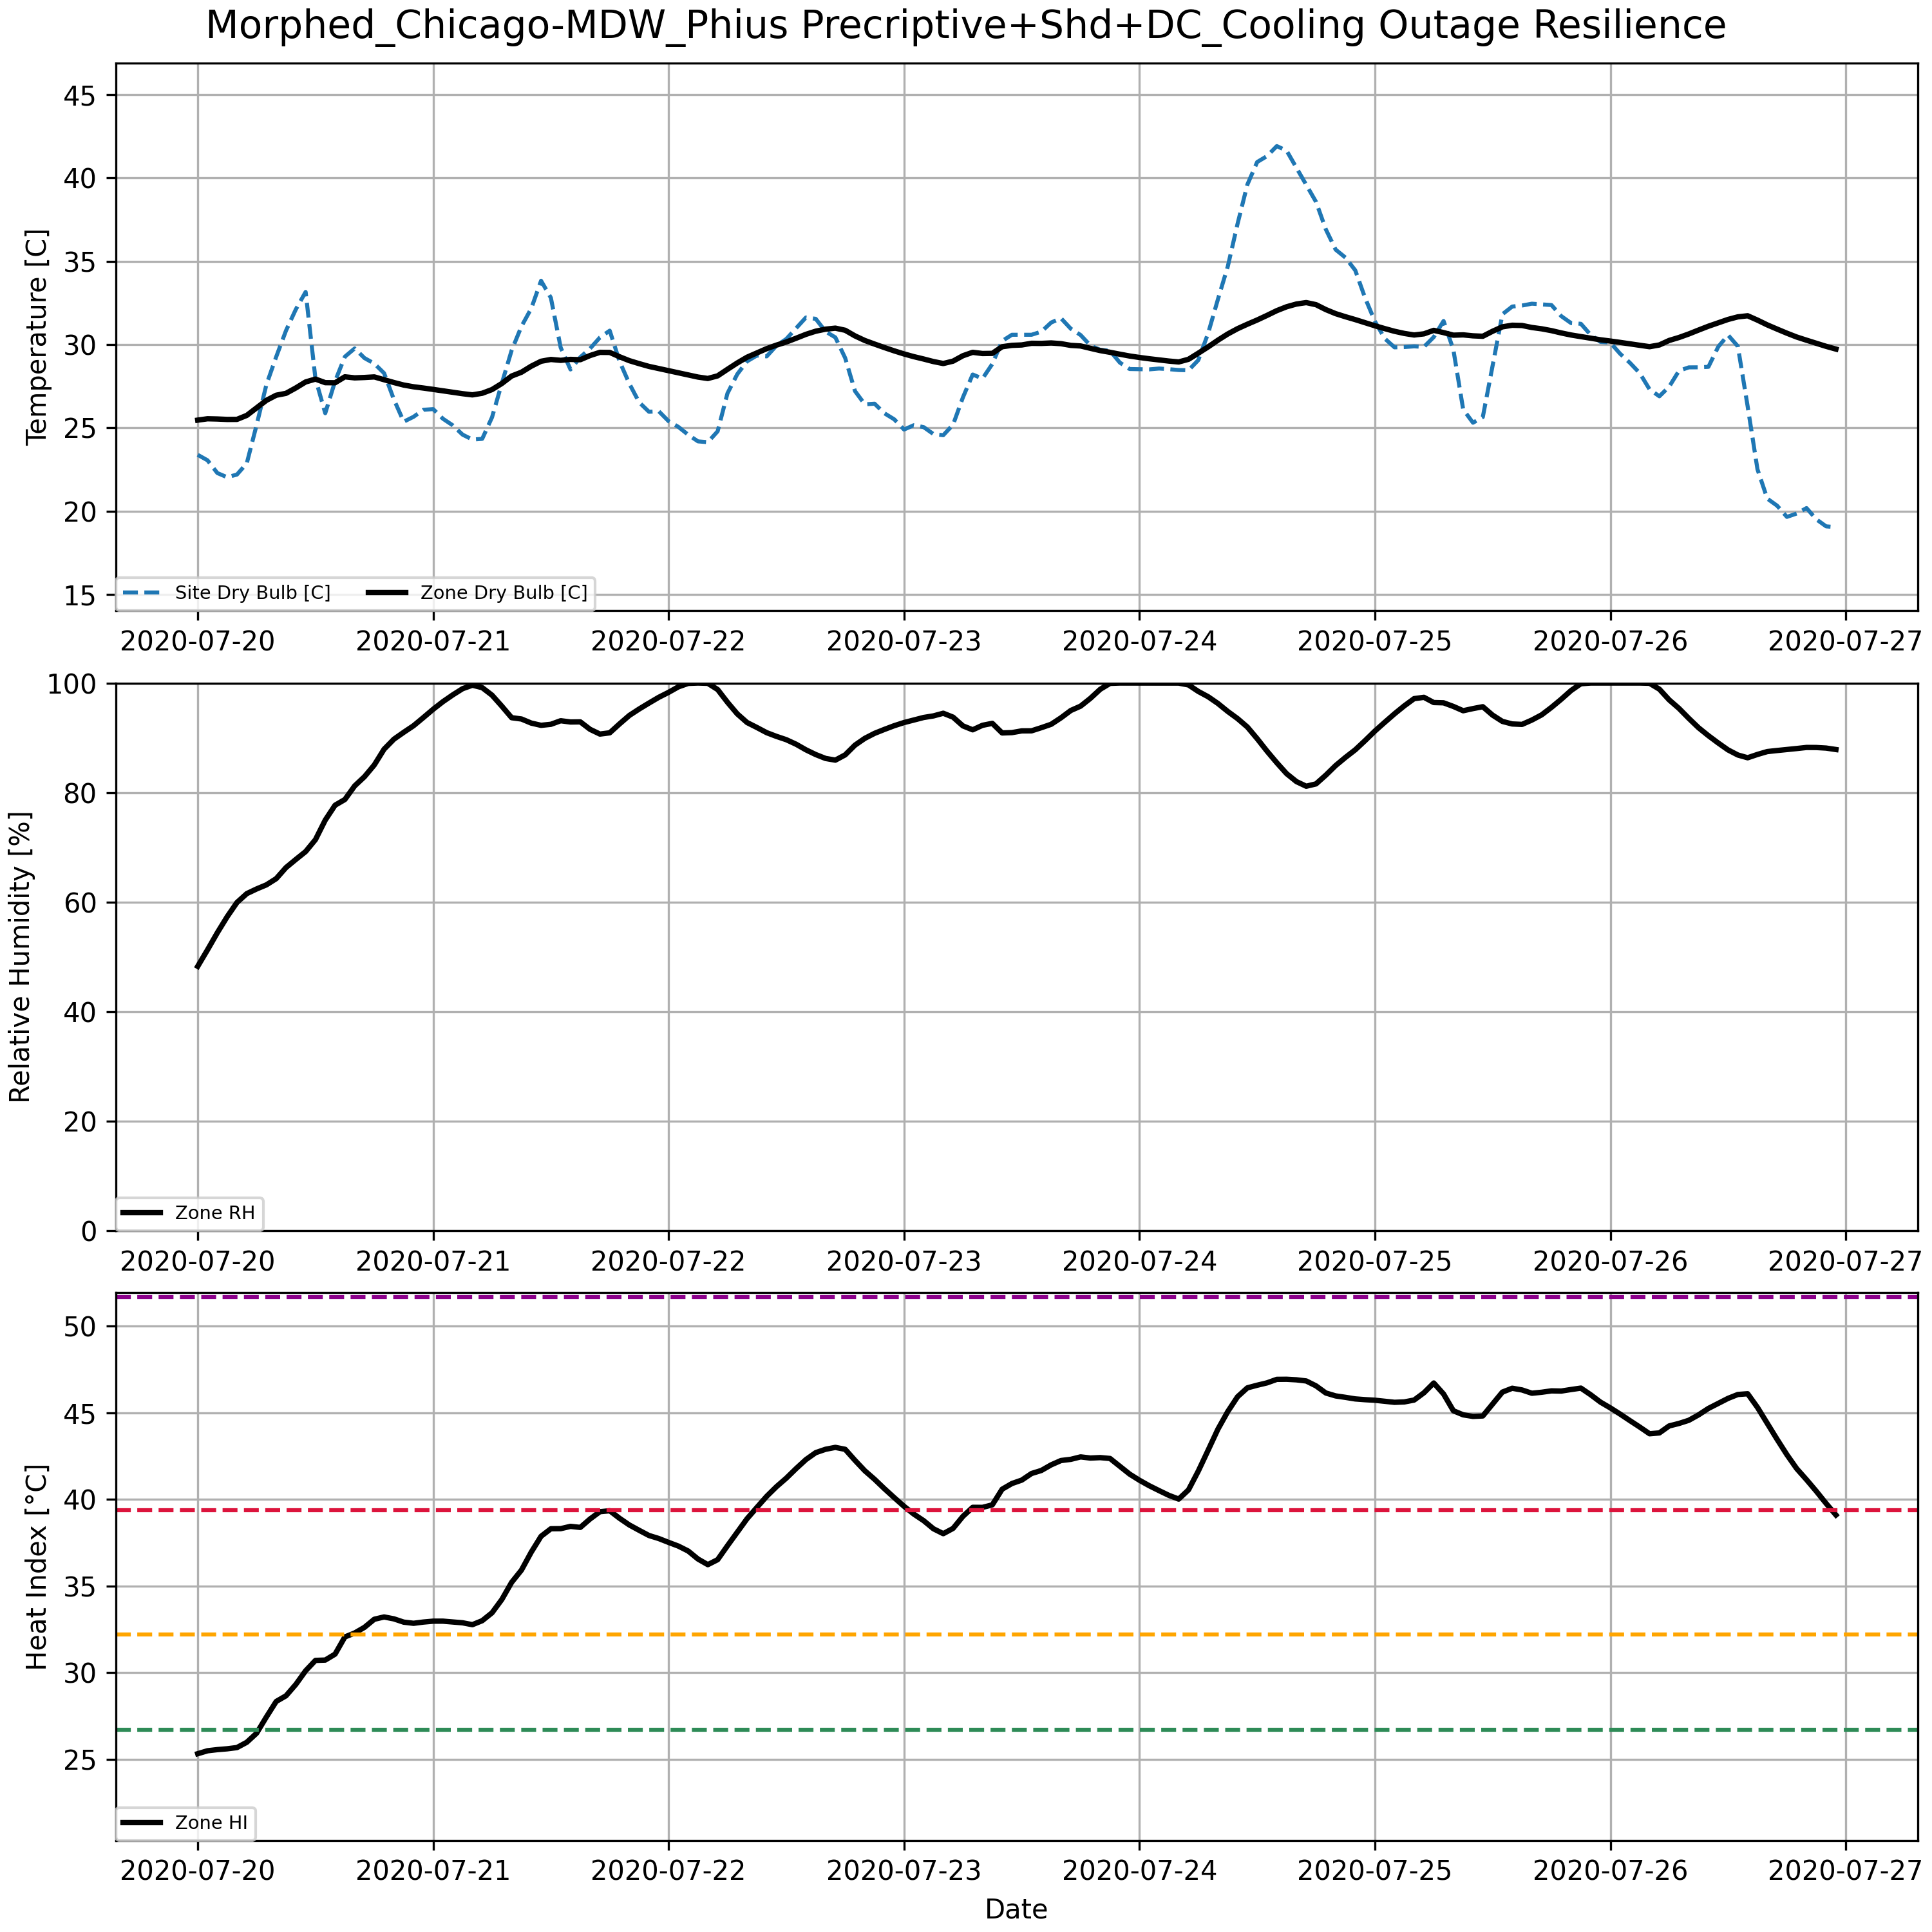 Morphed_Chicago-MDW_Phius Precriptive+Shd+DC_Cooling Outage Resilience
Temperature [C]
45
40
35
30
25
20
15
Site Dry Bulb [C] Zone Dry Bulb [C]
2020-07-20 2020-07-21 2020-07-22 2020-07-23 2020-07-24 2020-07-25 2020-07-26 2020-07-27
Relative Humidity [%]
100
80
60
40
20
0
Zone RH
2020-07-20 2020-07-21 2020-07-22 2020-07-23 2020-07-24 2020-07-25 2020-07-26 2020-07-27
Heat Index [°C]
50
45
40
35
30
25
Zone HI
2020-07-20 2020-07-21 2020-07-22 2020-07-23 2020-07-24 2020-07-25 2020-07-26 2020-07-27
Date